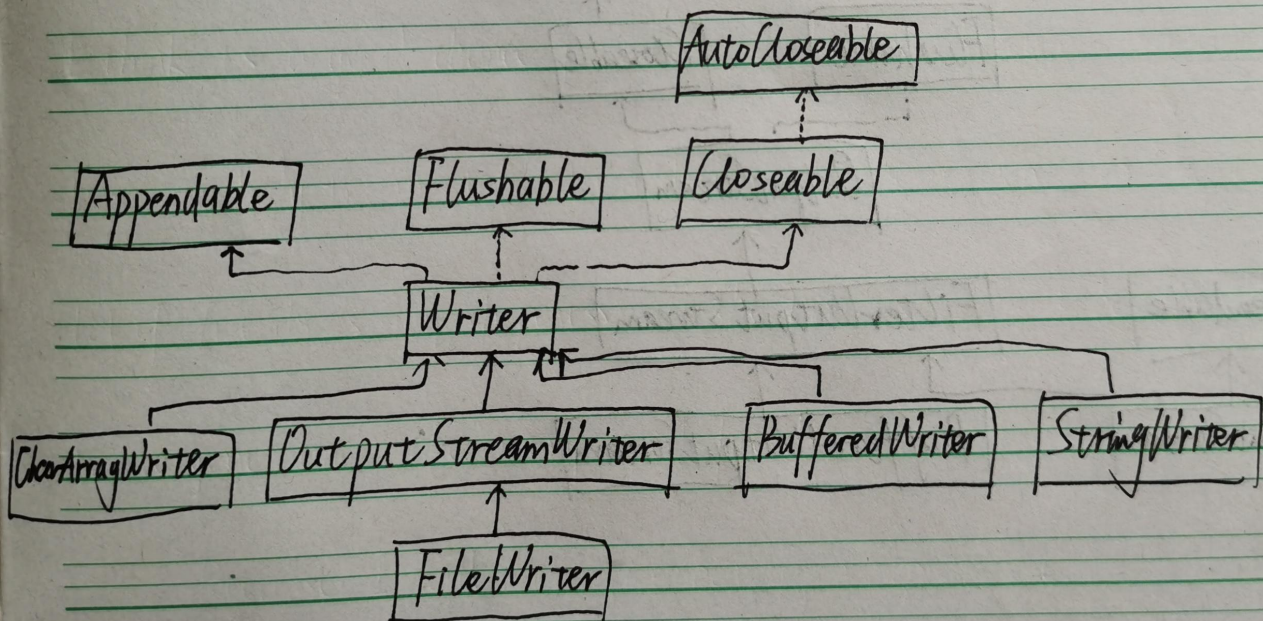 AutoCloseable
Appendable
Flushable
Closeable
Writer
CharArrayWriter
OutputStreamWriter
BufferedWriter
StringWriter
FileWriter